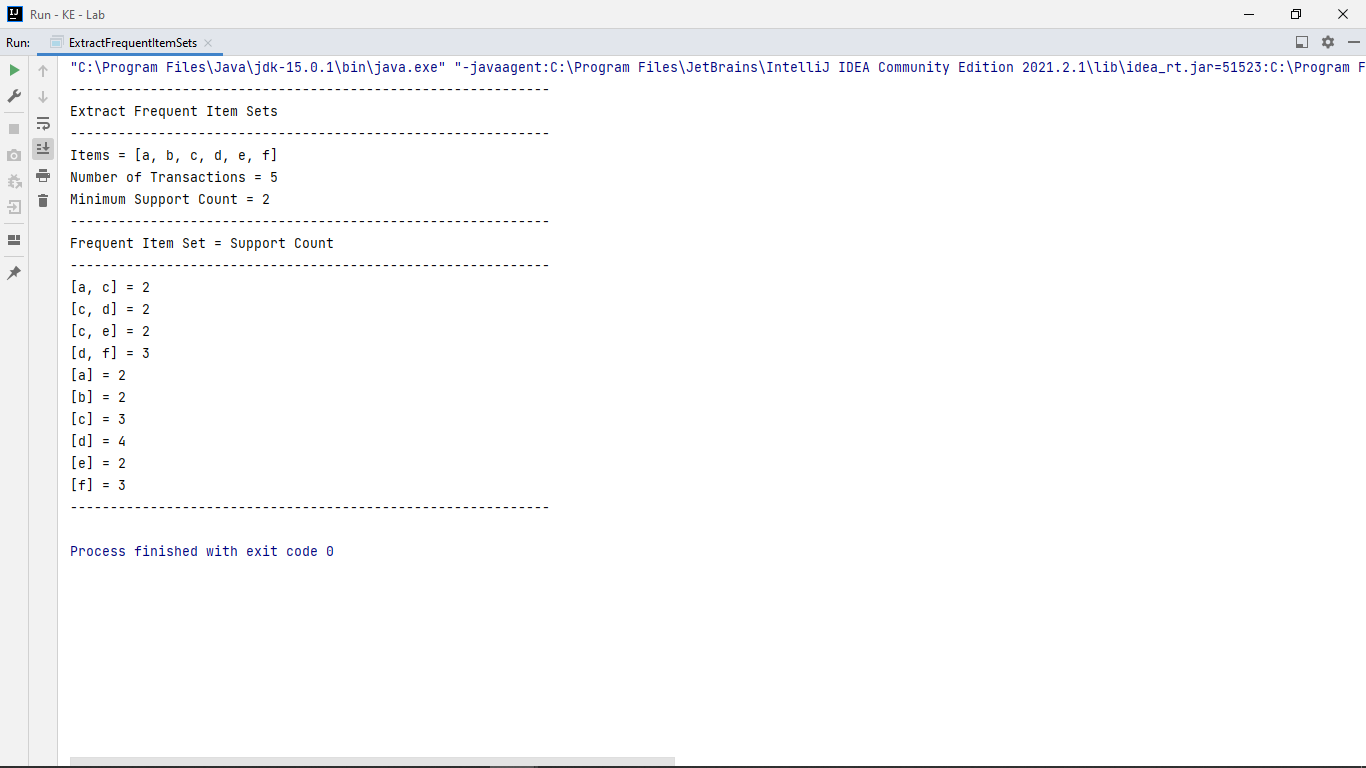 Run - KE - Lab
Run: ExtractFrequentItemSets
"C:\Program Files\Java\jdk-15.0.1\bin\java.exe" "-javaagent:C:\Program Files\JetBrains\IntelliJ IDEA Community Edition 2021.2.1\lib\idea_rt.jar=51523:C:\Program F
------------------------------------------------------------
Extract Frequent Item Sets
------------------------------------------------------------
Items = [a, b, c, d, e, f]
Number of Transactions = 5
Minimum Support Count = 2
------------------------------------------------------------
Frequent Item Set = Support Count
------------------------------------------------------------
[a, c] = 2
[c, d] = 2
[c, e] = 2
[d, f] = 3
[a] = 2
[b] = 2
[c] = 3
[d] = 4
[e] = 2
[f] = 3
------------------------------------------------------------
Process finished with exit code 0